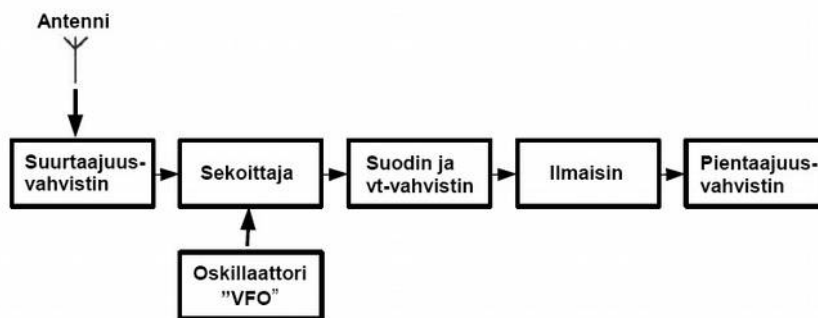 Antenni
Suurtaajuus-
vahvistin
Sekoittaja
Suodin ja
vt-vahvistin
Ilmaisin
Pientaajuus-
vahvistin
Oskillaattori
”VFO”